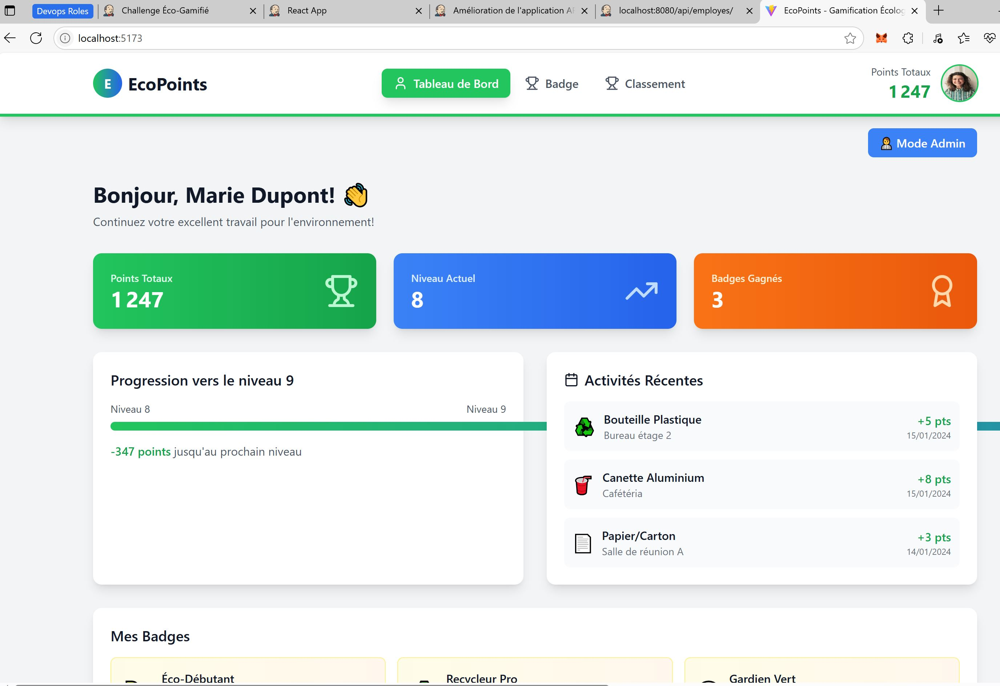 Devops Roles
Challenge Éco-Gamifié
React App
Amélioration de l'application
localhost:8080/api/employes/
EcoPoints - Gamification
localhost:5173
E
EcoPoints
Tableau de Bord
Badge
Classement
Points Totaux
1 247
Mode Admin
Bonjour, Marie Dupont!
Continuez votre excellent travail pour l'environnement!
Points Totaux
1 247
Niveau Actuel
8
Badges Gagnés
3
Progression vers le niveau 9
Niveau 8
Niveau 9
-347 points jusqu'au prochain niveau
Activités Récentes
Bouteille Plastique
+5 pts
Bureau étage 2
15/01/2024
Canette Aluminium
+8 pts
Cafétéria
15/01/2024
Papier/Carton
+3 pts
Salle de réunion A
14/01/2024
Mes Badges
Éco-Débutant
Recycleur Pro
Gardien Vert